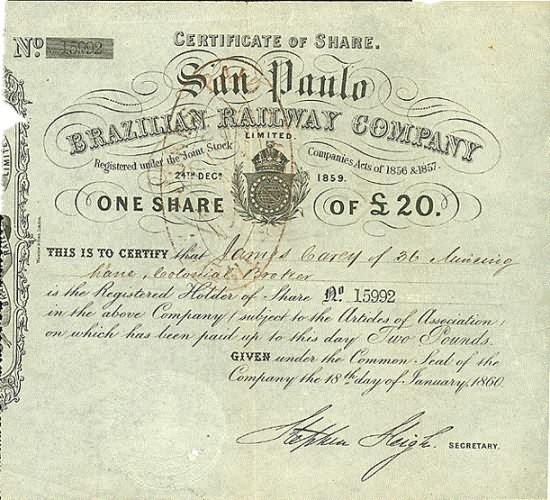 CERTIFICATE OF SHARE.
No 15992
San Paulo
BRAZILIAN RAILWAY COMPANY
LIMITED.
Registered under the Joint Stock Companies Acts of 1856 & 1857.
24TH DECR 1859.
ONE SHARE OF £20.
THIS IS TO CERTIFY that James Carey of 36 Mincing
Lane, Colonial Broker
is the Registered Holder of Share No 15992
in the above Company (subject to the Articles of Association)
on which has been paid up to this day Two Pounds.
GIVEN under the Common Seal of the
Company the 18th day of January, 1860.
Stephen Sleigh. SECRETARY.